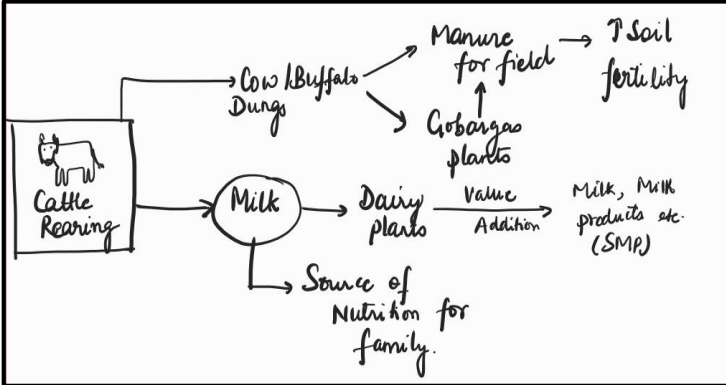 Cattle
Rearing
Cow/Buffalo
Dungs
Manure
for field
↑ Soil
fertility
Gobargas
plants
Milk
Dairy
plants
Value
Addition
Milk, Milk
products etc.
(SMP)
Source of
Nutrition for
family.